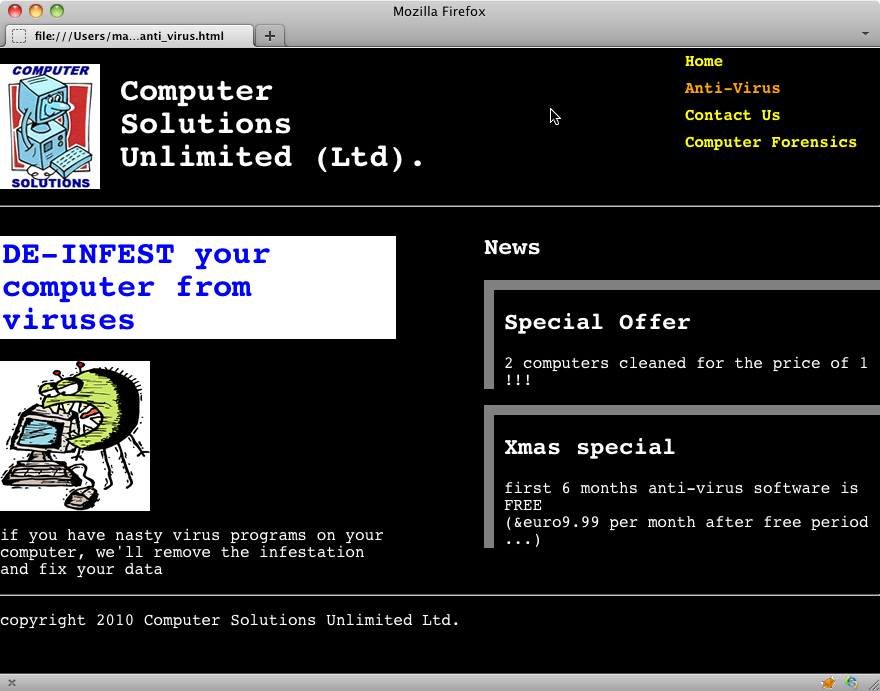 Mozilla Firefox
file:///Users/ma...anti_virus.html
COMPUTER
SOLUTIONS
Computer
Solutions
Unlimited (Ltd).
Home
Anti-Virus
Contact Us
Computer Forensics
DE-INFEST your
computer from
viruses
if you have nasty virus programs on your
computer, we'll remove the infestation
and fix your data
News
Special Offer
2 computers cleaned for the price of 1
!!!
Xmas special
first 6 months anti-virus software is
FREE
(&euro9.99 per month after free period
...)
copyright 2010 Computer Solutions Unlimited Ltd.